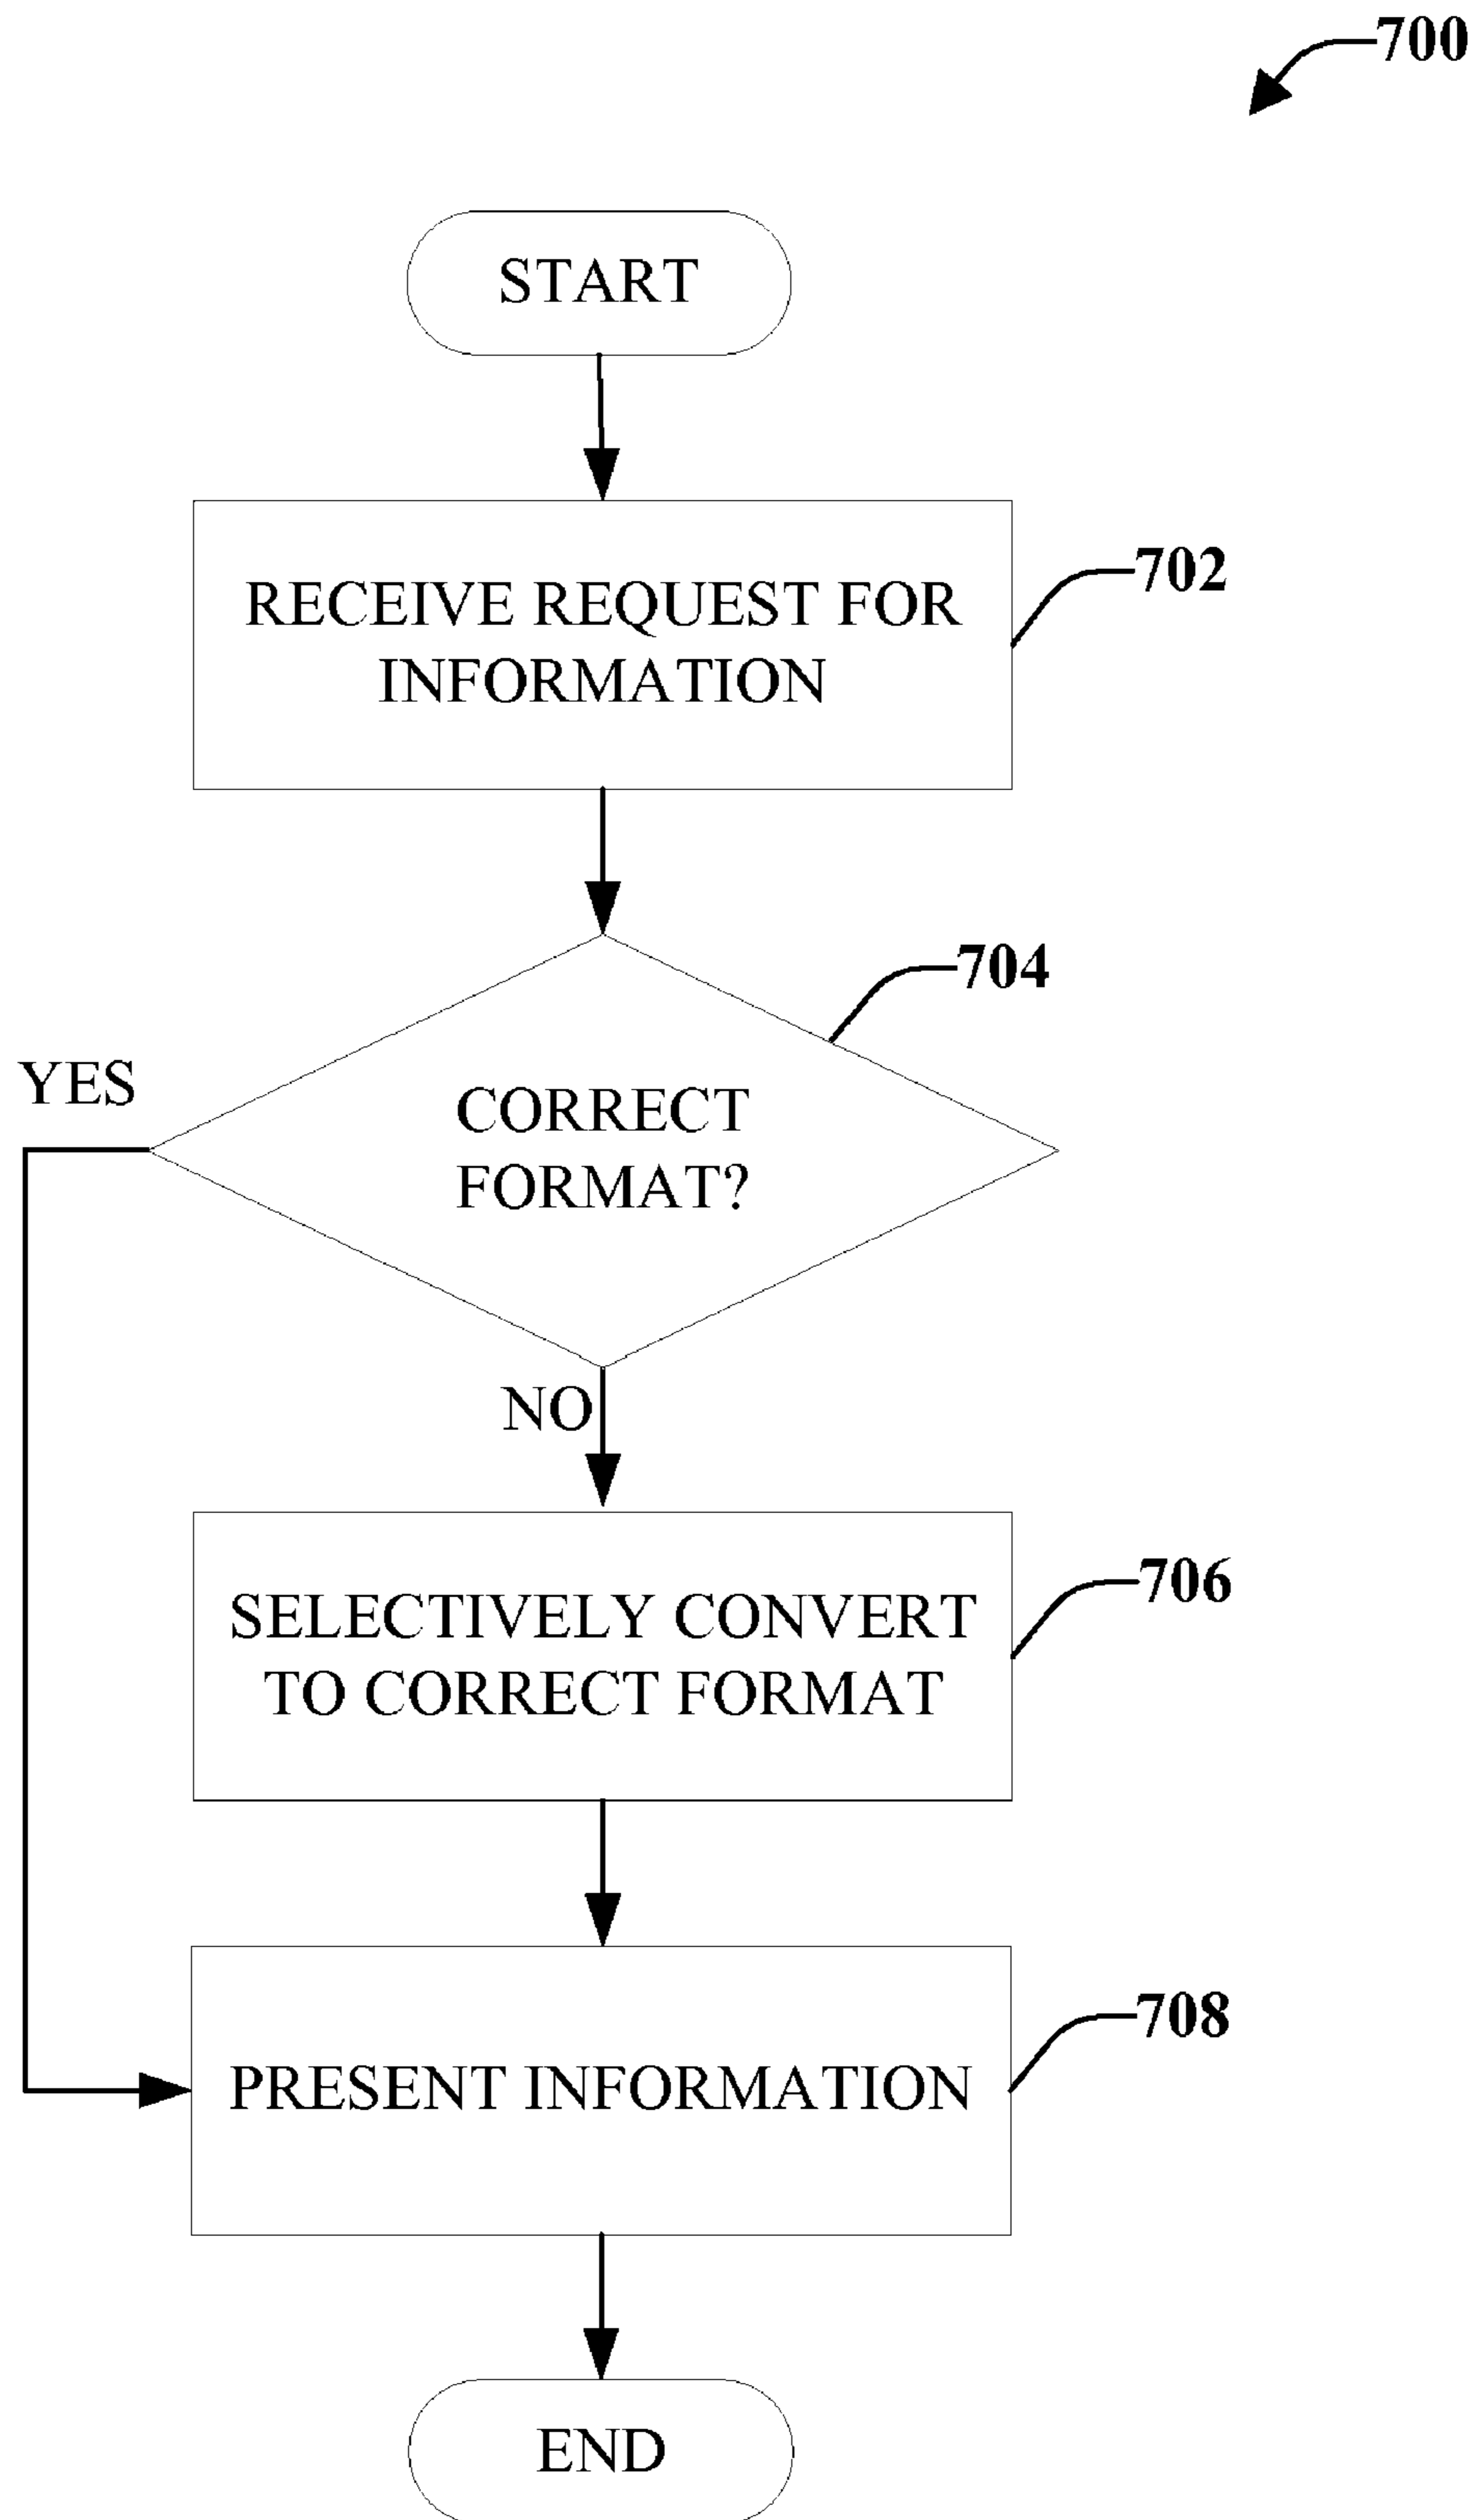 700
START
RECEIVE REQUEST FOR
INFORMATION
702
704
YES
CORRECT
FORMAT?
NO
SELECTIVELY CONVERT
TO CORRECT FORMAT
706
PRESENT INFORMATION
708
END